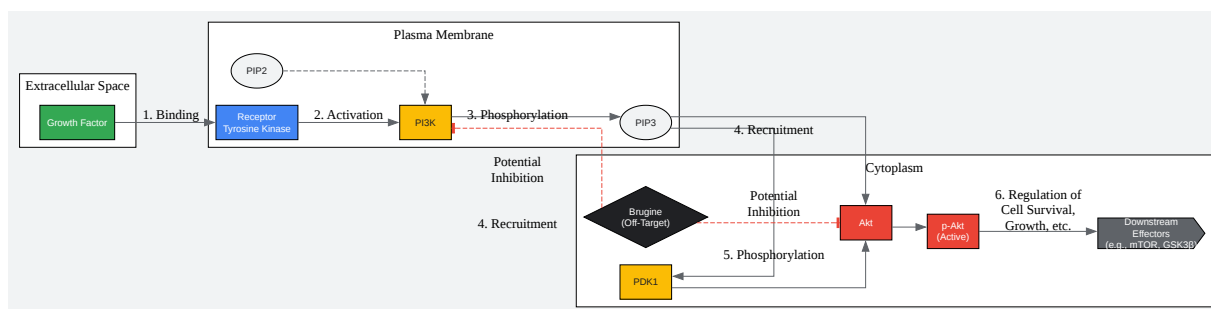 Plasma Membrane
PIP2
Extracellular Space
Growth Factor
1. Binding
Receptor
Tyrosine Kinase
2. Activation
PI3K
3. Phosphorylation
PIP3
4. Recruitment
Potential
Inhibition
Cytoplasm
4. Recruitment
Brugine
(Off-Target)
Potential
Inhibition
Akt
p-Akt
(Active)
6. Regulation of
Cell Survival,
Growth, etc.
Downstream
Effectors
(e.g., mTOR, GSK3β)
5. Phosphorylation
PDK1